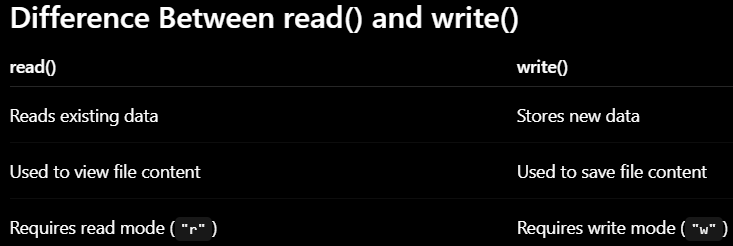 Difference Between read() and write()
read() write()
Reads existing data Stores new data
Used to view file content Used to save file content
Requires read mode ("r") Requires write mode ("w")